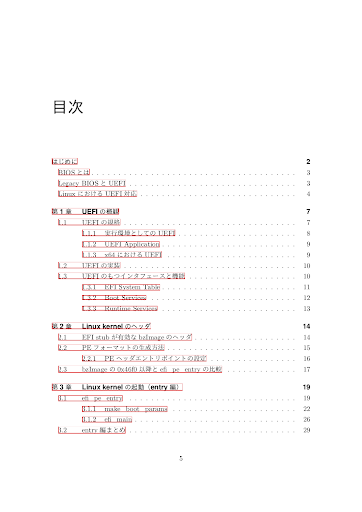 目次
はじめに 2
BIOS とは 3
Legacy BIOS と UEFI 3
Linux における UEFI 対応 4
第 1 章 UEFI の概観 7
1.1 UEFI の規格 7
1.1.1 実行環境としての UEFI 8
1.1.2 UEFI Application 9
1.1.3 x64 における UEFI 9
1.2 UEFI の実装 10
1.3 UEFI のもつインタフェースと機能 10
1.3.1 EFI System Table 11
1.3.2 Boot Services 12
1.3.3 Runtime Services 13
第 2 章 Linux kernel のヘッダ 14
2.1 EFI stub が有効な bzImage のヘッダ 14
2.2 PE フォーマットの生成方法 15
2.2.1 PE ヘッダエントリポイントの設定 16
2.3 bzImage の 0x46f0 以降と efi_pe_entry の比較 17
第 3 章 Linux kernel の起動（entry 編） 19
3.1 efi_pe_entry 19
3.1.1 make_boot_params 22
3.1.2 efi_main 26
3.2 entry 編まとめ 29
5